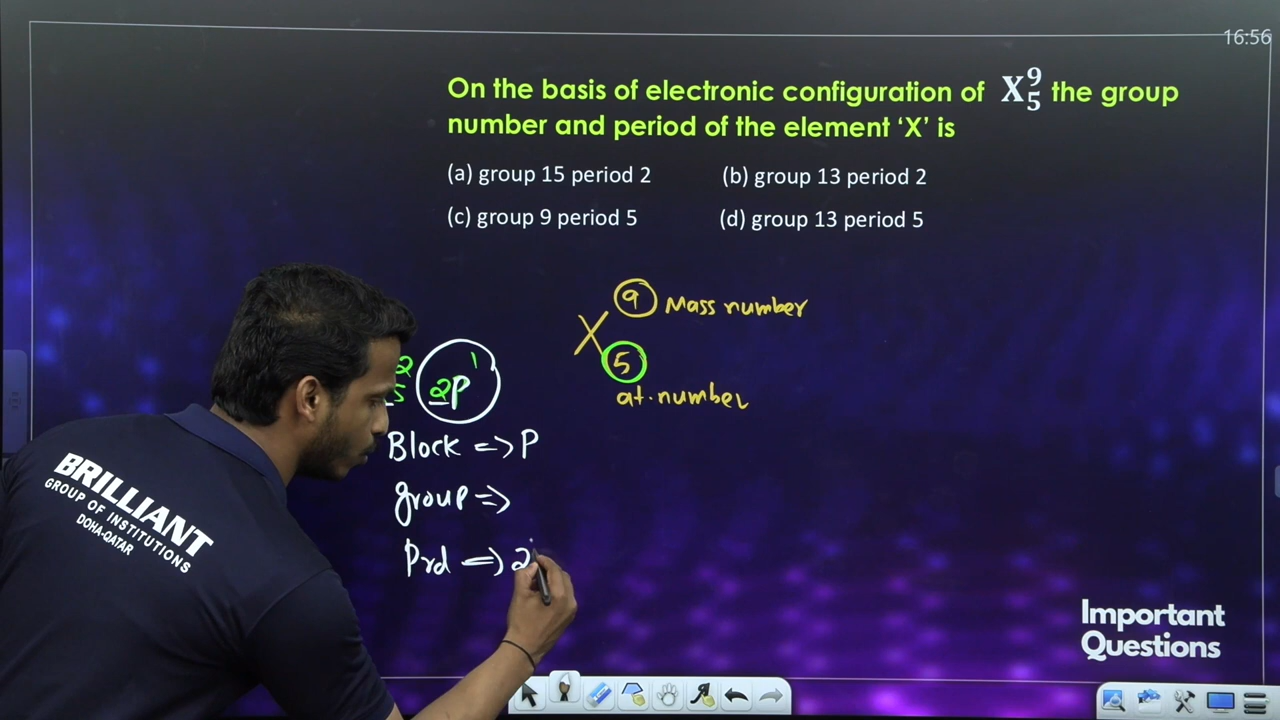 16:56
On the basis of electronic configuration of X⁹₅ the group
number and period of the element ‘X’ is
(a) group 15 period 2 (b) group 13 period 2
(c) group 9 period 5 (d) group 13 period 5
X 9 Mass number
5
at. number
2
s 2p¹
Block => P
group =>
Prd => 2
BRILLIANT
GROUP OF INSTITUTIONS
DOHA-QATAR
Important
Questions